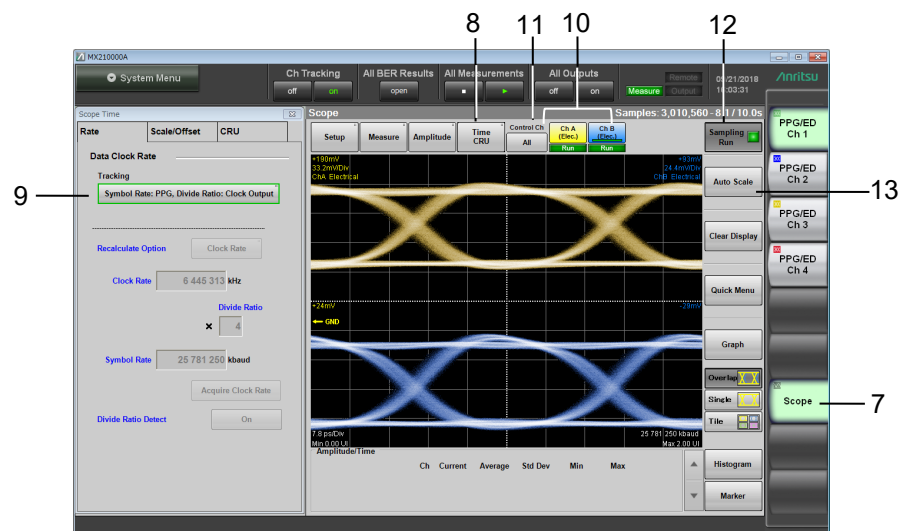 8 11 10 12
MX210000A
System Menu
Ch Tracking
off on
All BER Results
open
All Measurements
All Outputs
off on
Remote
Measure Output
16:03:31
Anritsu
Scope Time
Rate Scale/Offset CRU
Data Clock Rate
Tracking
9
Symbol Rate: PPG, Divide Ratio: Clock Output
Recalculate Option Clock Rate
Clock Rate 6 445 313 kHz
Divide Ratio
× 4
Symbol Rate 25 781 250 kbaud
Acquire Clock Rate
Divide Ratio Detect On
Scope
Samples: 3,010,560
Setup Measure Amplitude Time CRU
Control Ch
All
Ch A (Elec.)
Run
Ch B (Elec.)
Run
+190mV
33.2mV/Div
ChA Electrical
+93mV
24.4mV/Div
ChB Electrical
+24mV
-29mV
GND
7.8 ps/Div
Min 0.00 UI
25 781 250 kbaud
Max 2.00 UI
Amplitude/Time
Ch Current Average Std Dev Min Max
Sampling Run
Auto Scale
13
Clear Display
Quick Menu
Graph
Overlap
Single
Tile
Histogram
Marker
PPG/ED Ch 1
PPG/ED Ch 2
PPG/ED Ch 3
PPG/ED Ch 4
Scope
7